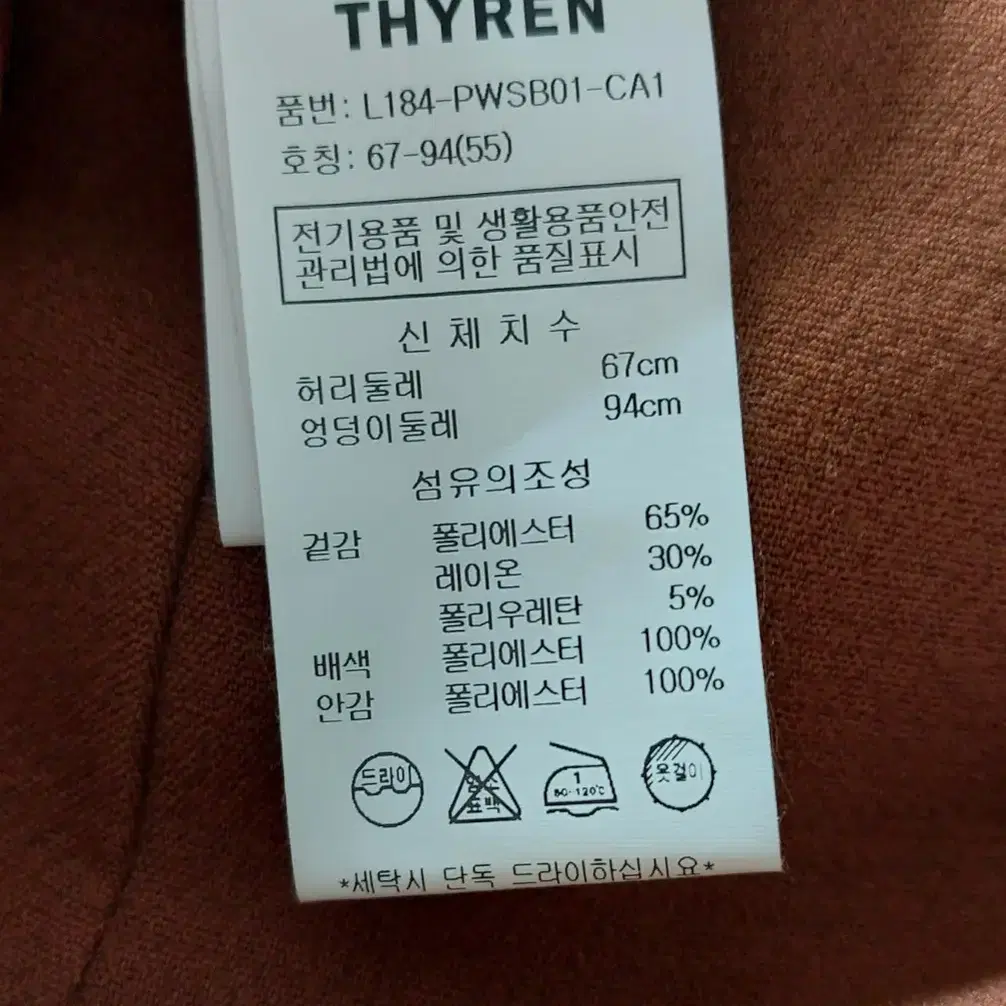 THYREN
품번: L184-PWSB01-CA1
호칭: 67-94(55)
전기용품 및 생활용품안전
관리법에 의한 품질표시
신 체 치 수
허리둘레 67cm
엉덩이둘레 94cm
섬유의조성
겉감 폴리에스터 65%
레이온 30%
폴리우레탄 5%
배색 폴리에스터 100%
안감 폴리에스터 100%
드라이
염소
표백
1
80-120℃
옷걸이
*세탁시 단독 드라이하십시요*